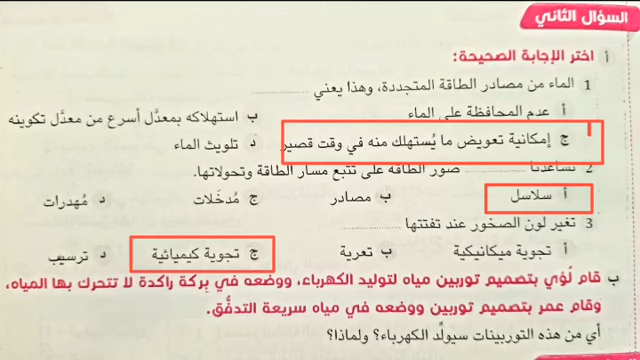 السؤال الثاني
أ اختر الإجابة الصحيحة:
1 الماء من مصادر الطاقة المتجددة، وهذا يعني ............
أ عدم المحافظة على الماء ب استهلاكه بمعدَّل أسرع من معدَّل تكوينه
ج إمكانية تعويض ما يُستهلك منه في وقت قصير د تلويث الماء
2 تساعدنا ............ صور الطاقة على تتبع مسار الطاقة وتحولاتها.
أ سلاسل ب مصادر ج مُدخَلات د مُهدرات
3 تغير لون الصخور عند تفتتها ............
أ تجوية ميكانيكية ب تعرية ج تجوية كيميائية د ترسيب
ب قام لُؤي بتصميم توربين مياه لتوليد الكهرباء، ووضعه في بِركة راكدة لا تتحرك بها المياه،
وقام عمر بتصميم توربين ووضعه في مياه سريعة التدفُّق.
أي من هذه التوربينات سيولِّد الكهرباء؟ ولماذا؟